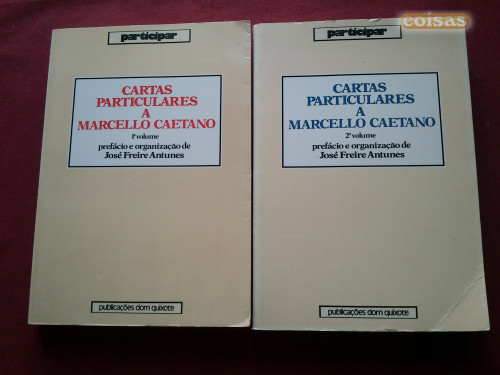 participar
CARTAS
PARTICULARES
A
MARCELLO CAETANO
1º volume
prefácio e organização de
José Freire Antunes
publicações dom quixote
participar
CARTAS
PARTICULARES
A
MARCELLO CAETANO
2º volume
prefácio e organização de
José Freire Antunes
publicações dom quixote
coisas